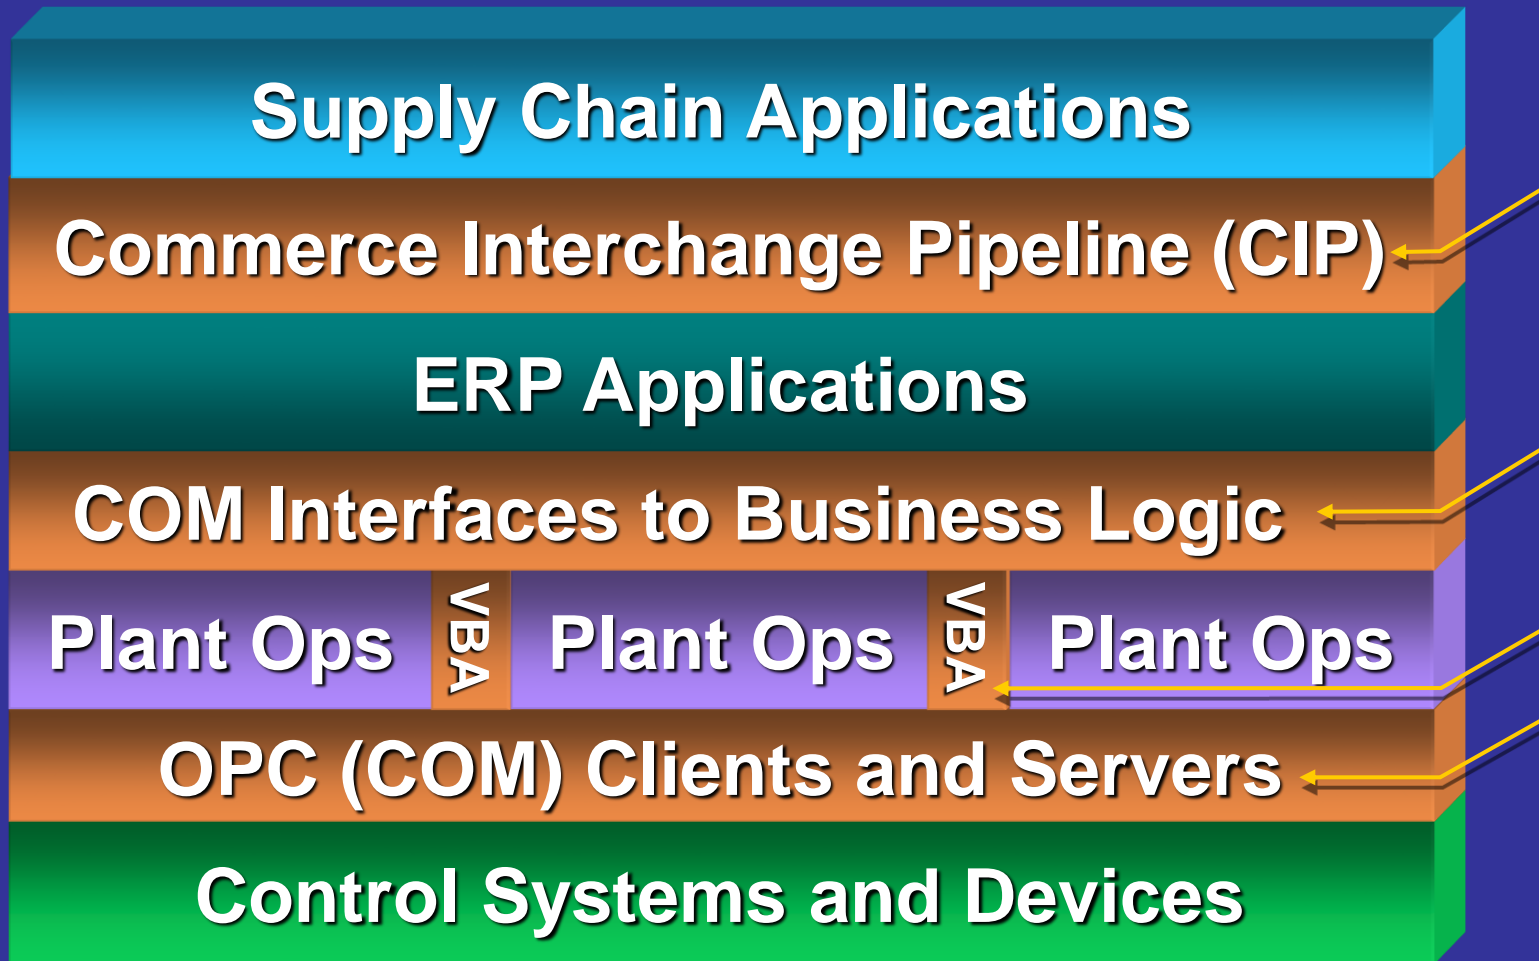 Supply Chain Applications
Commerce Interchange Pipeline (CIP)
ERP Applications
COM Interfaces to Business Logic
Plant Ops VBA Plant Ops VBA Plant Ops
OPC (COM) Clients and Servers
Control Systems and Devices